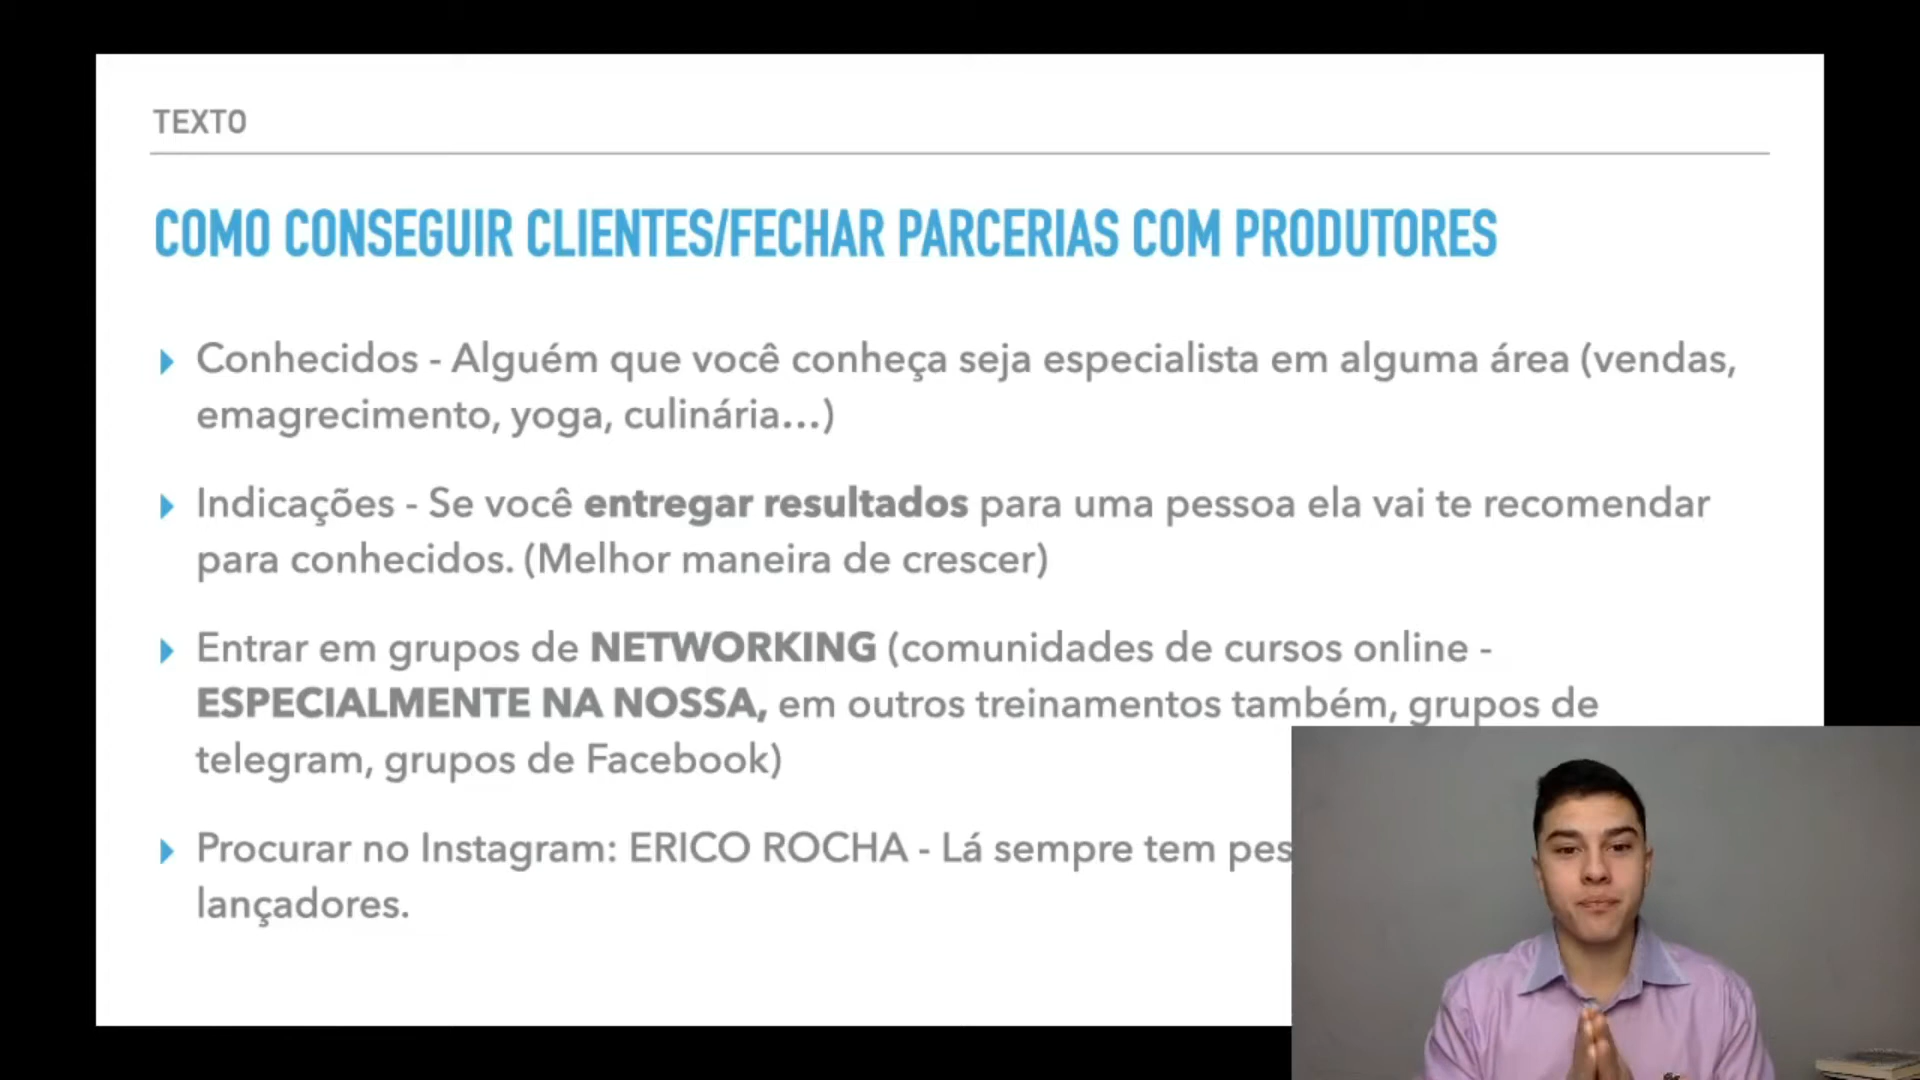 TEXTO
COMO CONSEGUIR CLIENTES/FECHAR PARCERIAS COM PRODUTORES
Conhecidos - Alguém que você conheça seja especialista em alguma área (vendas,
emagrecimento, yoga, culinária...)
Indicações - Se você entregar resultados para uma pessoa ela vai te recomendar
para conhecidos. (Melhor maneira de crescer)
Entrar em grupos de NETWORKING (comunidades de cursos online -
ESPECIALMENTE NA NOSSA, em outros treinamentos também, grupos de
telegram, grupos de Facebook)
Procurar no Instagram: ERICO ROCHA - Lá sempre tem
lançadores.